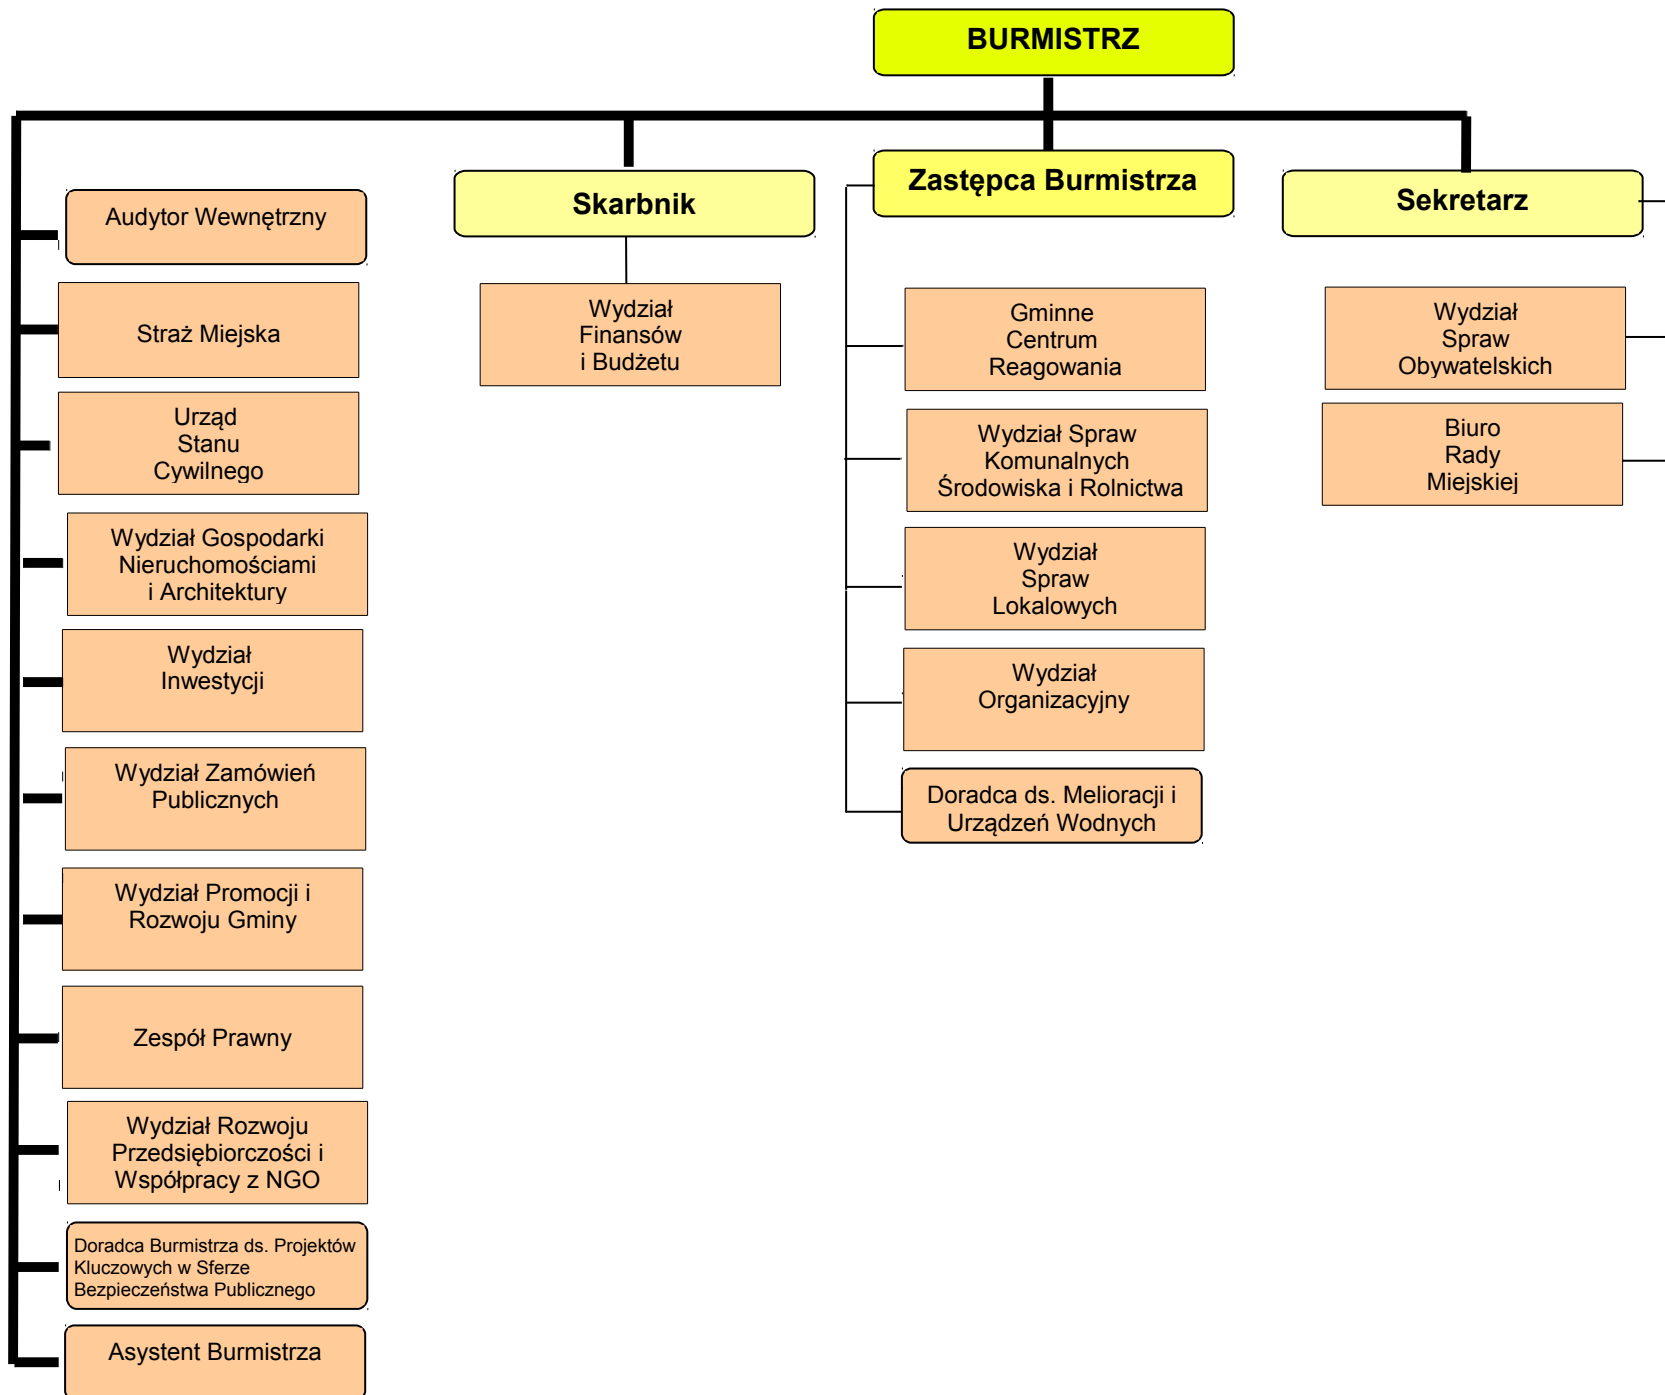 BURMISTRZ
Skarbnik
Zastępca Burmistrza
Sekretarz
Audytor Wewnętrzny
Straż Miejska
Urząd
Stanu
Cywilnego
Wydział Gospodarki
Nieruchomościami
i Architektury
Wydział
Inwestycji
Wydział Zamówień
Publicznych
Wydział Promocji i
Rozwoju Gminy
Zespół Prawny
Wydział Rozwoju
Przedsiębiorczości i
Współpracy z NGO
Doradca Burmistrza ds. Projektów
Kluczowych w Sferze
Bezpieczeństwa Publicznego
Asystent Burmistrza
Wydział
Finansów
i Budżetu
Gminne
Centrum
Reagowania
Wydział Spraw
Komunalnych
Środowiska i Rolnictwa
Wydział
Spraw
Lokalowych
Wydział
Organizacyjny
Doradca ds. Melioracji i
Urządzeń Wodnych
Wydział
Spraw
Obywatelskich
Biuro
Rady
Miejskiej